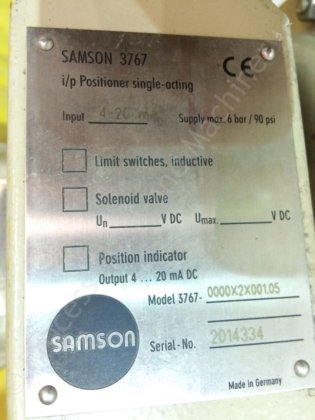 SAMSON 3767
CE
i/p Positioner single-acting
Input 4-20 mA Supply max. 6 bar / 90 psi
Limit switches, inductive
Solenoid valve
Un V DC Umax. V DC
Position indicator
Output 4 ... 20 mA DC
Model 3767- 0000X2X001.05
SAMSON
Serial-No. 2014334
Made in Germany